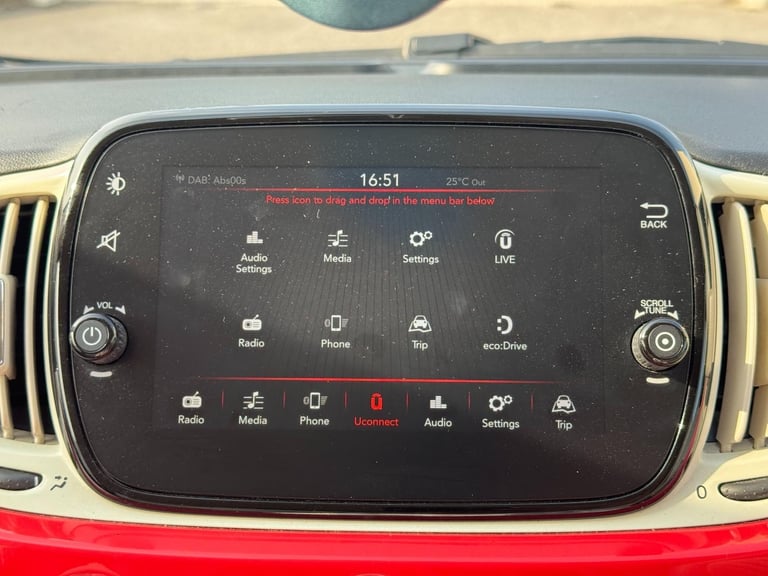 DAB: Abs00s 16:51 25°C Out
Press icon to drag and drop in the menu bar below
BACK
Audio Settings
Media
Settings
LIVE
VOL
SCROLL
TUNE
Radio
Phone
Trip
eco:Drive
Radio
Media
Phone
Uconnect
Audio
Settings
Trip
0